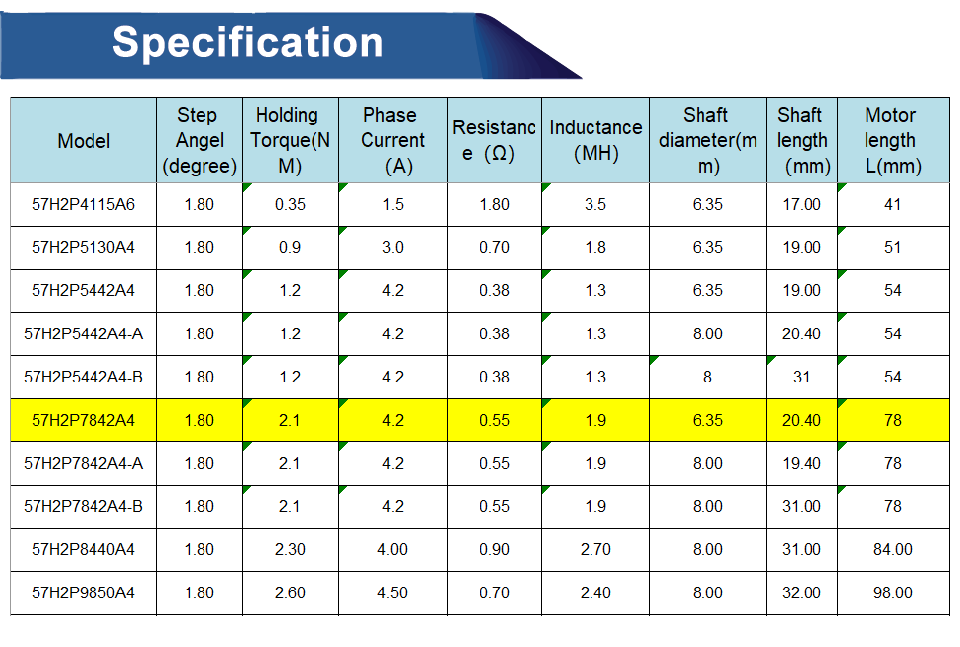 Specification
Model Step Angel (degree) Holding Torque(NM) Phase Current (A) Resistance (Ω) Inductance (MH) Shaft diameter(mm) Shaft length (mm) Motor length L(mm)
57H2P4115A6 1.80 0.35 1.5 1.80 3.5 6.35 17.00 41
57H2P5130A4 1.80 0.9 3.0 0.70 1.8 6.35 19.00 51
57H2P5442A4 1.80 1.2 4.2 0.38 1.3 6.35 19.00 54
57H2P5442A4-A 1.80 1.2 4.2 0.38 1.3 8.00 20.40 54
57H2P5442A4-B 1.80 1.2 4.2 0.38 1.3 8 31 54
57H2P7842A4 1.80 2.1 4.2 0.55 1.9 6.35 20.40 78
57H2P7842A4-A 1.80 2.1 4.2 0.55 1.9 8.00 19.40 78
57H2P7842A4-B 1.80 2.1 4.2 0.55 1.9 8.00 31.00 78
57H2P8440A4 1.80 2.30 4.00 0.90 2.70 8.00 31.00 84.00
57H2P9850A4 1.80 2.60 4.50 0.70 2.40 8.00 32.00 98.00